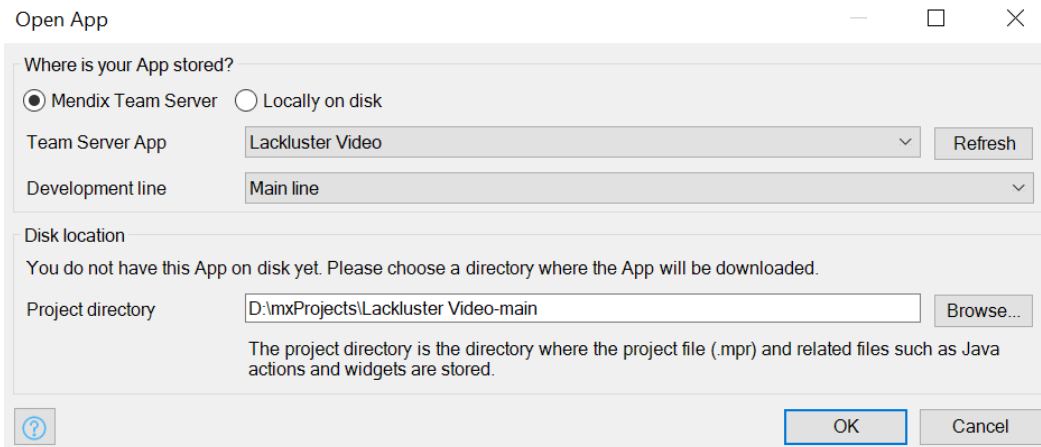 Open App
Where is your App stored?
Mendix Team Server Locally on disk
Team Server App Lackluster Video Refresh
Development line Main line
Disk location
You do not have this App on disk yet. Please choose a directory where the App will be downloaded.
Project directory D:\mxProjects\Lackluster Video-main Browse...
The project directory is the directory where the project file (.mpr) and related files such as Java
actions and widgets are stored.
? OK Cancel